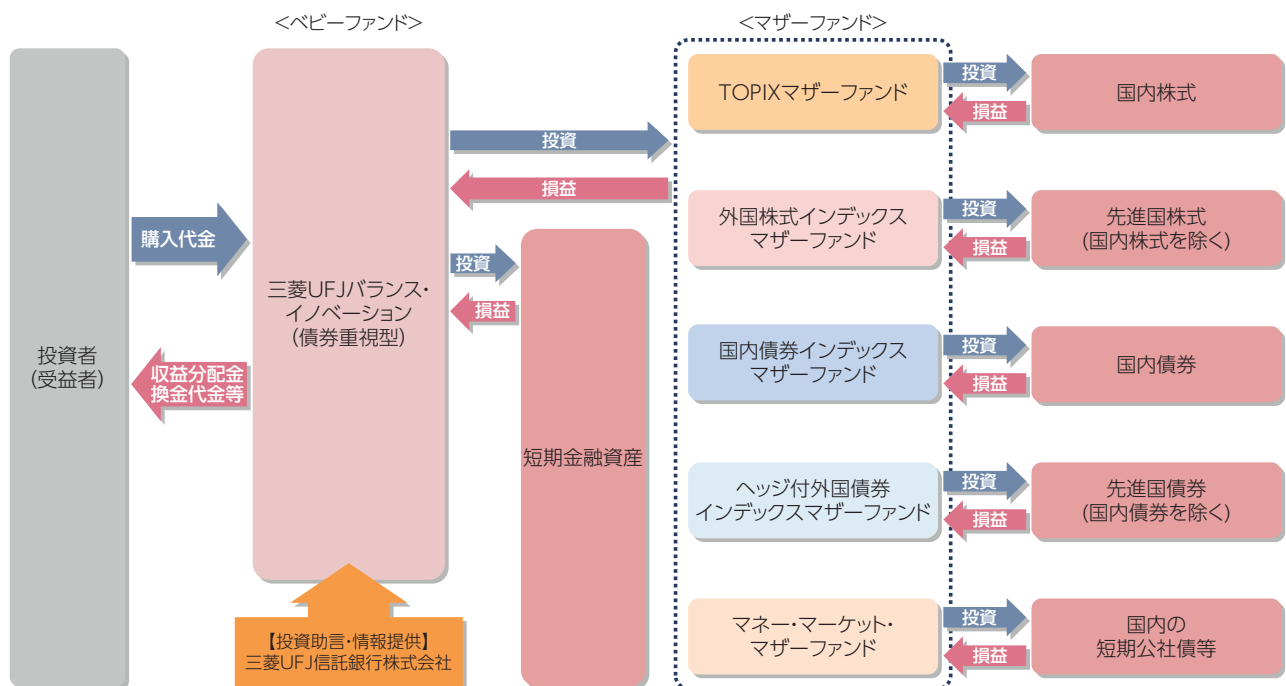 <ベビーファンド>
<マザーファンド>
投資者
(受益者)
購入代金
収益分配金
換金代金等
三菱UFJバランス・
イノベーション
(債券重視型)
【投資助言・情報提供】
三菱UFJ信託銀行株式会社
投資
損益
投資
損益
短期金融資産
TOPIXマザーファンド
投資
損益
国内株式
外国株式インデックス
マザーファンド
投資
損益
先進国株式
(国内株式を除く)
国内債券インデックス
マザーファンド
投資
損益
国内債券
ヘッジ付外国債券
インデックスマザーファンド
投資
損益
先進国債券
(国内債券を除く)
マネー・マーケット・
マザーファンド
投資
損益
国内の
短期公社債等